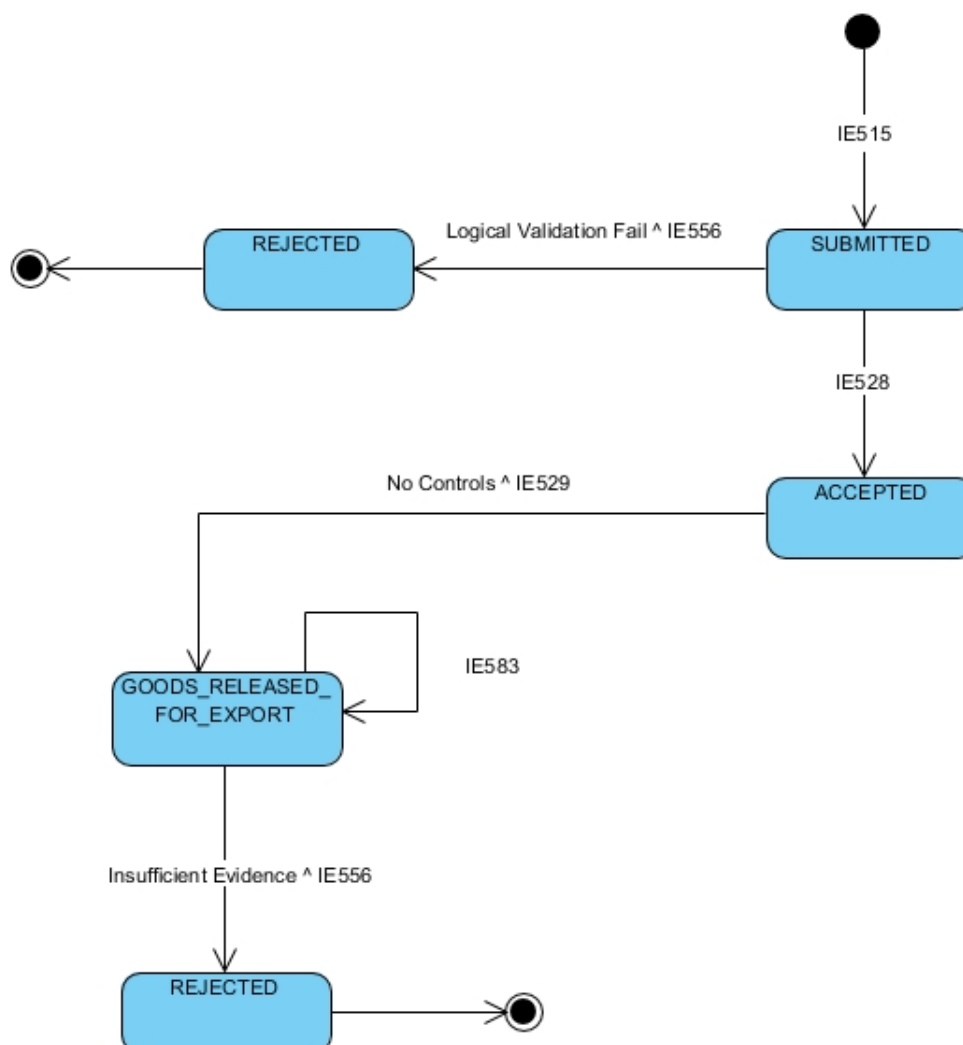 IE515
Logical Validation Fail ^ IE556
REJECTED
SUBMITTED
IE528
No Controls ^ IE529
ACCEPTED
IE583
GOODS_RELEASED_
FOR_EXPORT
Insufficient Evidence ^ IE556
REJECTED